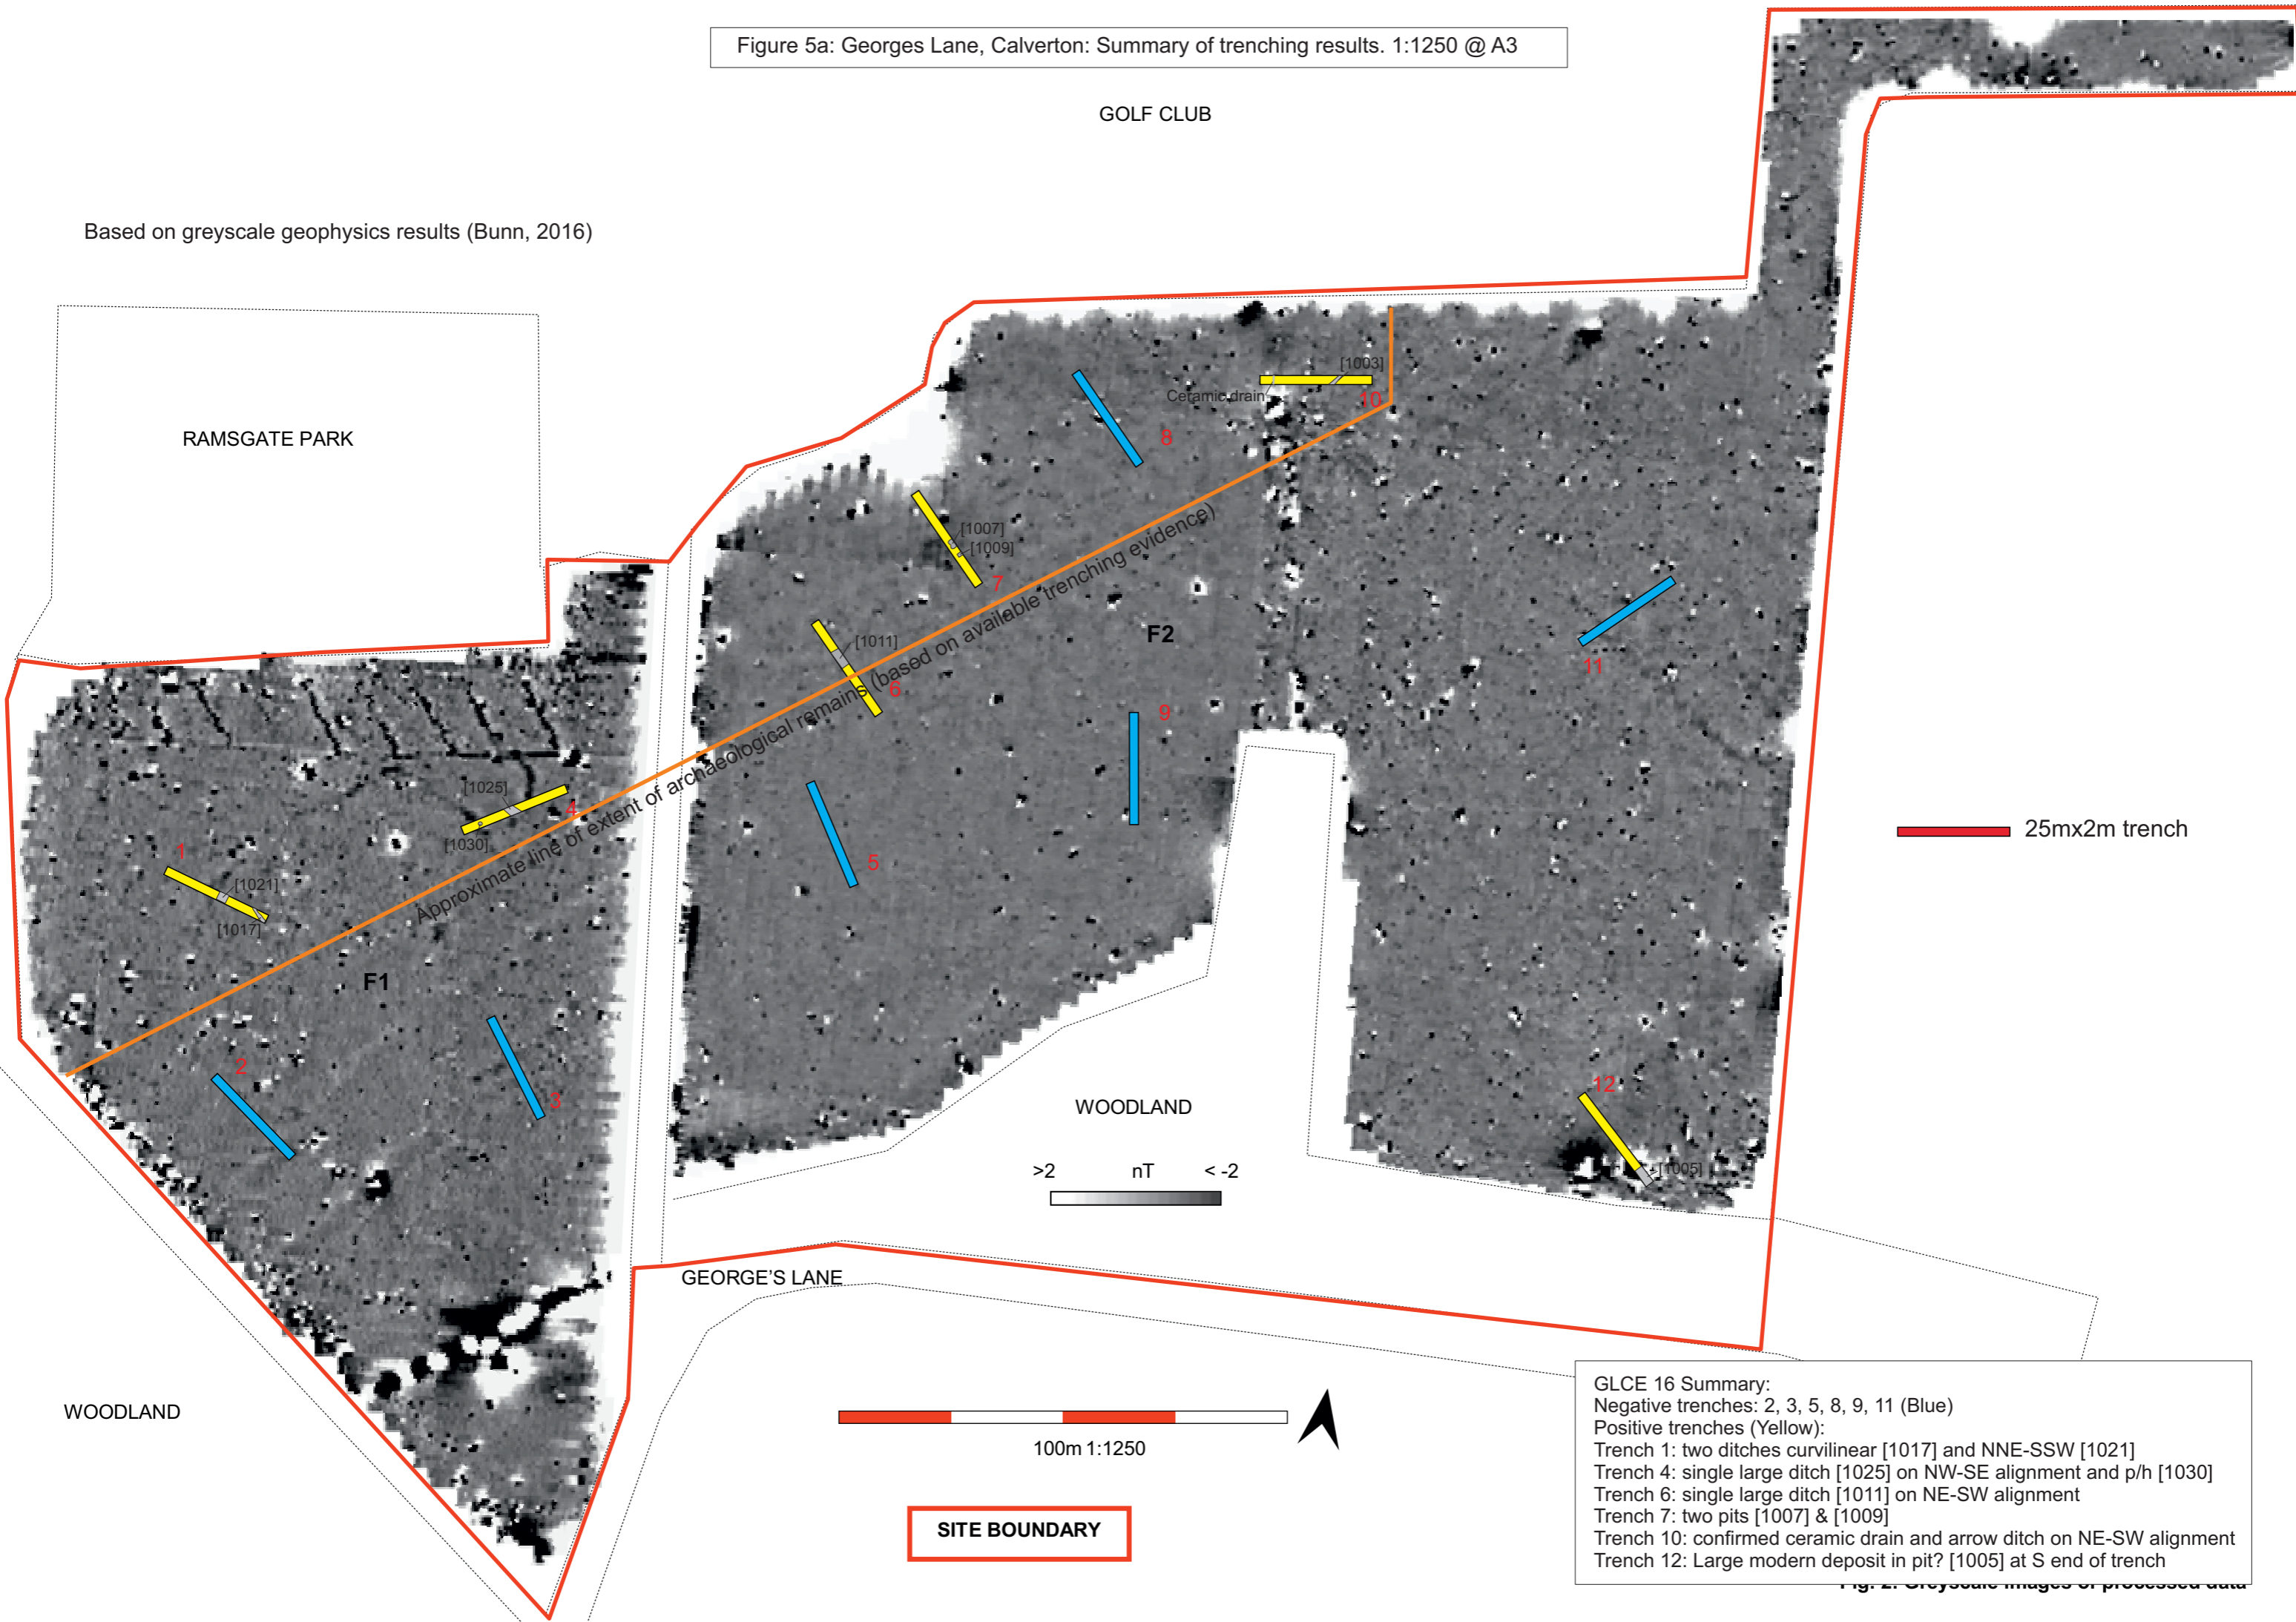 Figure 5a: Georges Lane, Calverton: Summary of trenching results. 1:1250 @ A3
GOLF CLUB
Based on greyscale geophysics results (Bunn, 2016)
RAMSGATE PARK
[1003]
Ceramic drain
10
8
[1007]
[1009]
7
Approximate line of extent of archaeological remains (based on available trenching evidence)
F2
[1011]
6
11
9
[1025]
4
[1030]
5
25mx2m trench
1
[1021]
[1017]
F1
2
3
12
[1005]
WOODLAND
>2 nT < -2
GEORGE'S LANE
WOODLAND
100m 1:1250
SITE BOUNDARY
GLCE 16 Summary:
Negative trenches: 2, 3, 5, 8, 9, 11 (Blue)
Positive trenches (Yellow):
Trench 1: two ditches curvilinear [1017] and NNE-SSW [1021]
Trench 4: single large ditch [1025] on NW-SE alignment and p/h [1030]
Trench 6: single large ditch [1011] on NE-SW alignment
Trench 7: two pits [1007] & [1009]
Trench 10: confirmed ceramic drain and arrow ditch on NE-SW alignment
Trench 12: Large modern deposit in pit? [1005] at S end of trench
Fig. 2: Greyscale images of processed data